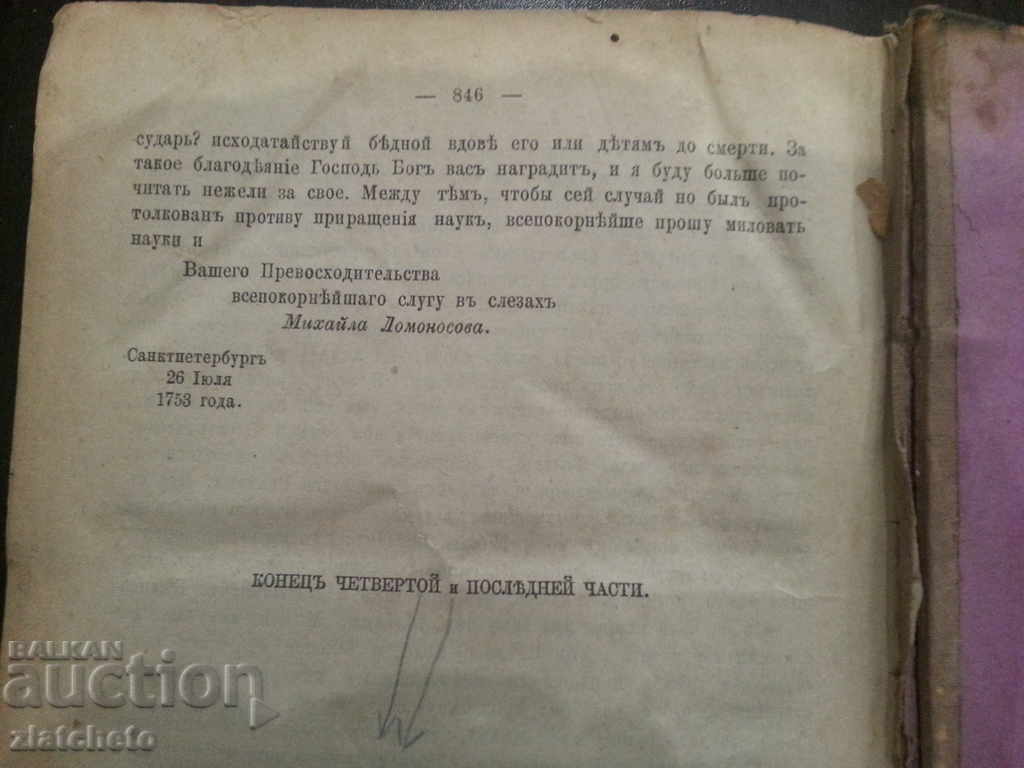 — 846 —
сударь? исходатайствуй бѣдной вдовѣ его или дѣтямъ до смерти. За
такое благодѣяніе Господь Богъ васъ наградитъ, и я буду больше по-
читать нежели за свое. Между тѣмъ, чтобы сей случай но былъ про-
толкованъ противу приращенія наукъ, всепокорнѣйше прошу миловать
науки и
Вашего Превосходительства
всепокорнѣйшаго слугу въ слезахъ
Михайла Ломоносова.
Санктпетербургъ
26 Іюля
1753 года.
КОНЕЦЪ ЧЕТВЕРТОЙ и ПОСЛѢДНЕЙ ЧАСТИ.
BALKAN
auction
zlatcheto